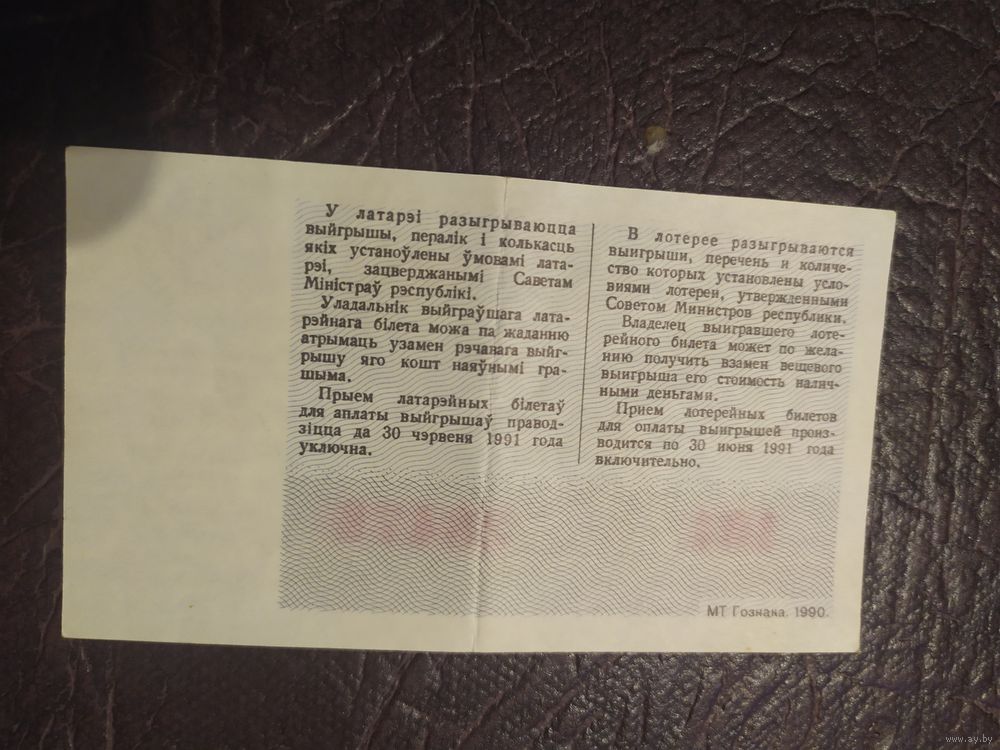 У латарэі разыгрываюцца
выйгрышы, пералік і колькасць
якіх устаноўлены ўмовамі лата-
рэі, зацверджанымі Саветам
Міністраў рэспублікі.
Уладальнік выйграўшага лата-
рэйнага білета можа па жаданню
атрымаць узамен рэчавага выйг-
рышу яго кошт наяўнымі гра-
шыма.
Прыем латарэйных білетаў
для аплаты выйгрышаў правод-
зіцца да 30 чэрвеня 1991 года
уключна.
В лотерее разыгрываются
выигрыши, перечень и количе-
ство которых установлены усло-
виями лотереи, утвержденными
Советом Министров республики.
Владелец выигравшего лоте-
рейного билета может по жела-
нию получить взамен вещевого
выигрыша его стоимость налич-
ными деньгами.
Прием лотерейных билетов
для оплаты выигрышей произ-
водится по 30 июня 1991 года
включительно.
МТ Гознака. 1990.
www.ay.by